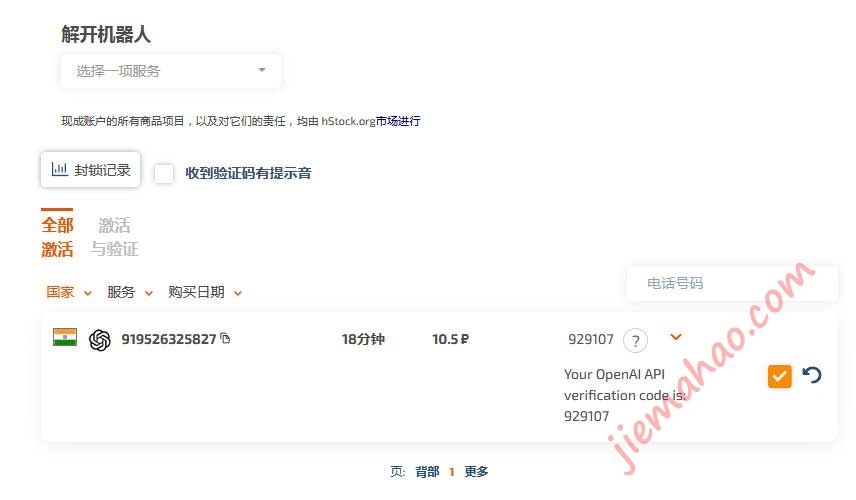 解开机器人
选择一项服务
现成账户的所有商品项目，以及对它们的责任，均由 hStock.org市场进行
封锁记录
收到验证码有提示音
全部
激活
激活
与验证
国家 服务 购买日期
电话号码
919526325827 18分钟 10.5 ₽ 929107 ?
Your OpenAI API
verification code is:
929107
jiemahao.com
页: 背部 1 更多